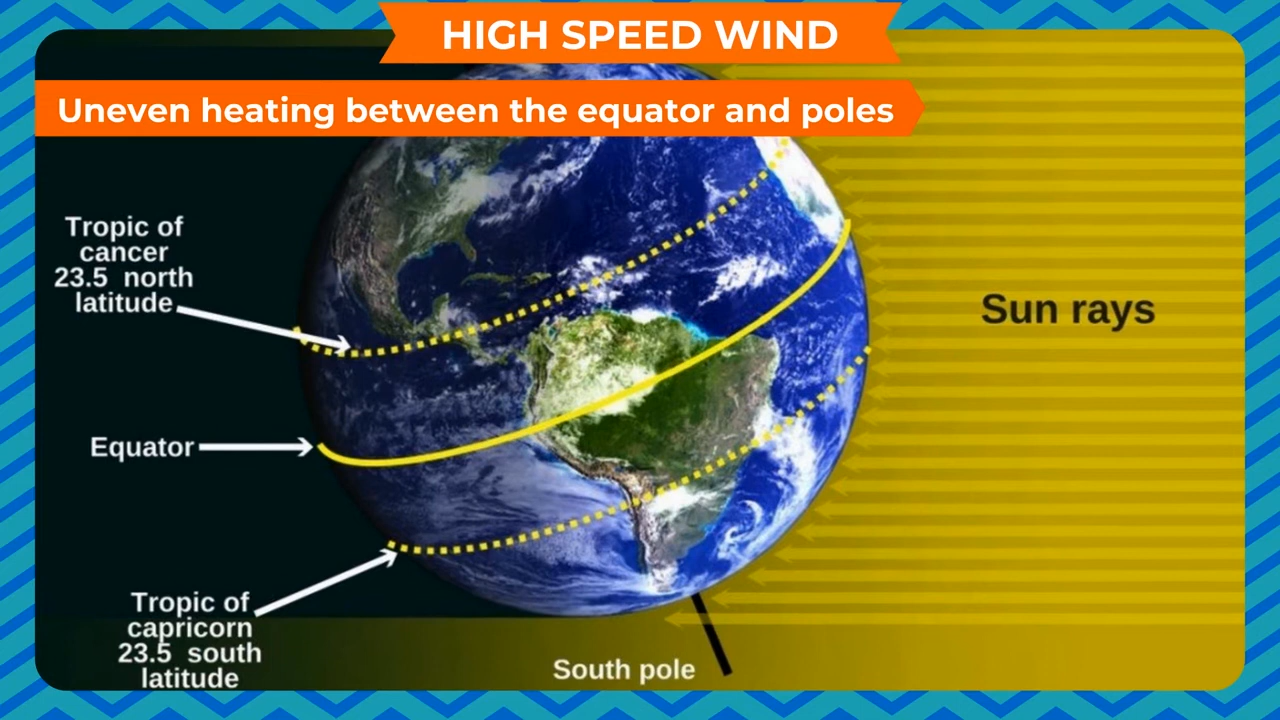 HIGH SPEED WIND
Uneven heating between the equator and poles
Tropic of
cancer
23.5 north
latitude
Sun rays
Equator
Tropic of
capricorn
23.5 south
latitude
South pole